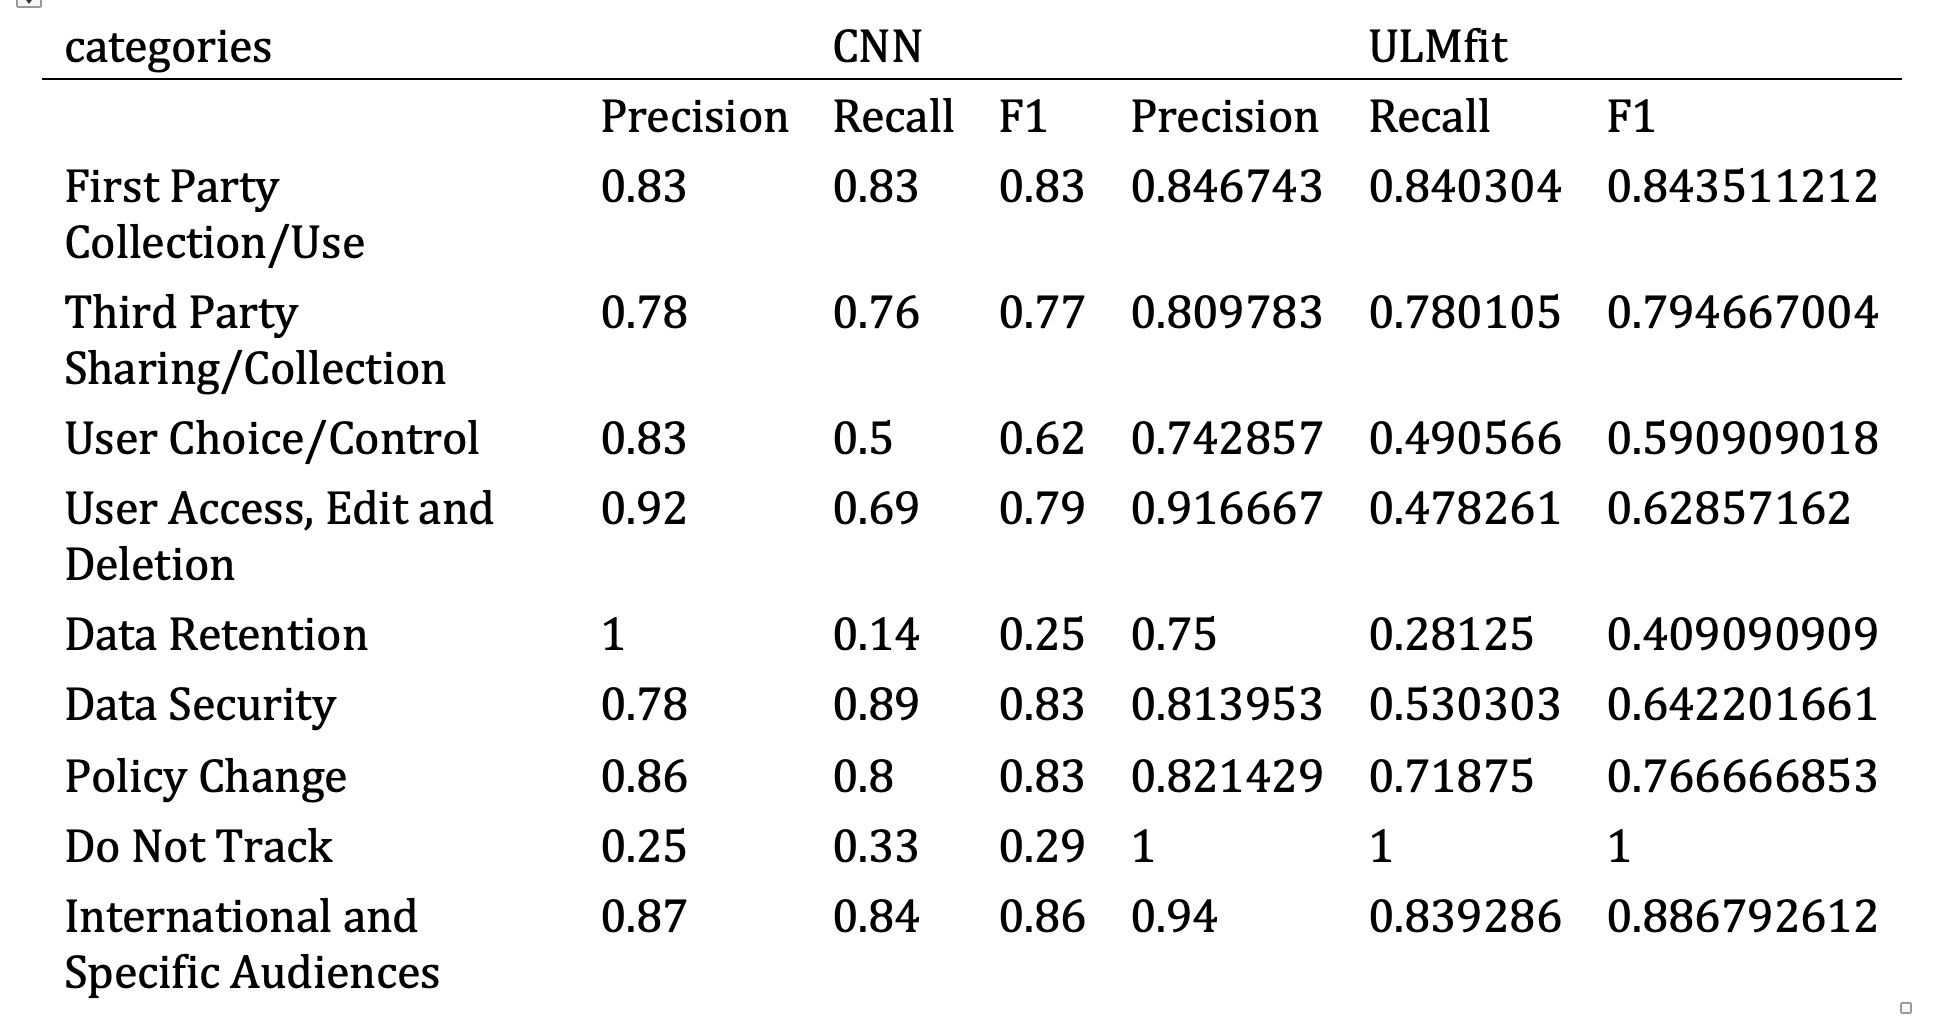 categories CNN ULMfit
Precision Recall F1 Precision Recall F1
First Party 0.83 0.83 0.83 0.846743 0.840304 0.843511212
Collection/Use
Third Party 0.78 0.76 0.77 0.809783 0.780105 0.794667004
Sharing/Collection
User Choice/Control 0.83 0.5 0.62 0.742857 0.490566 0.590909018
User Access, Edit and 0.92 0.69 0.79 0.916667 0.478261 0.62857162
Deletion
Data Retention 1 0.14 0.25 0.75 0.28125 0.409090909
Data Security 0.78 0.89 0.83 0.813953 0.530303 0.642201661
Policy Change 0.86 0.8 0.83 0.821429 0.71875 0.766666853
Do Not Track 0.25 0.33 0.29 1 1 1
International and 0.87 0.84 0.86 0.94 0.839286 0.886792612
Specific Audiences